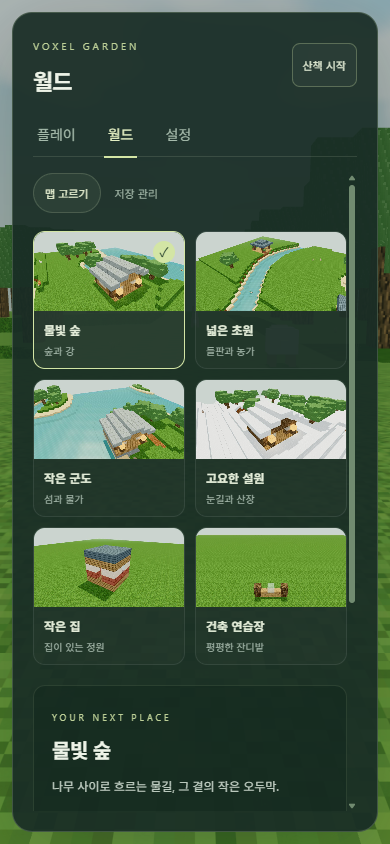 VOXEL GARDEN
월드
산책 시작
플레이 월드 설정
맵 고르기 저장 관리
물빛 숲
숲과 강
넓은 초원
들판과 농가
작은 군도
섬과 물가
고요한 설원
눈길과 산장
작은 집
집이 있는 정원
건축 연습장
평평한 잔디밭
YOUR NEXT PLACE
물빛 숲
나무 사이로 흐르는 물길, 그 곁의 작은 오두막.